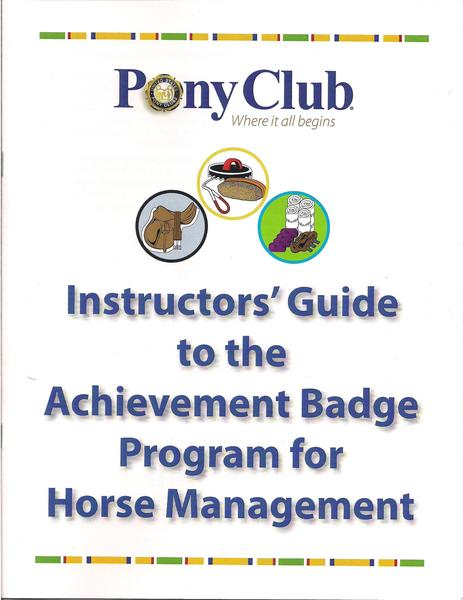 Pony Club®
Where it all begins
Instructors' Guide
to the
Achievement Badge
Program for
Horse Management